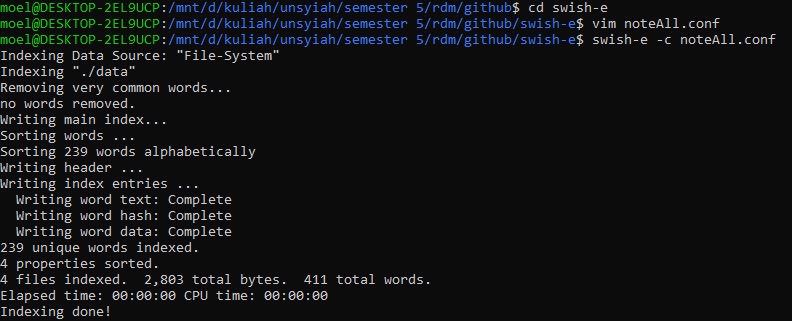 moel@DESKTOP-2EL9UCP:/mnt/d/kuliah/unsyiah/semester 5/rdm/github$ cd swish-e
moel@DESKTOP-2EL9UCP:/mnt/d/kuliah/unsyiah/semester 5/rdm/github/swish-e$ vim noteAll.conf
moel@DESKTOP-2EL9UCP:/mnt/d/kuliah/unsyiah/semester 5/rdm/github/swish-e$ swish-e -c noteAll.conf
Indexing Data Source: "File-System"
Indexing "./data"
Removing very common words...
no words removed.
Writing main index...
Sorting words ...
Sorting 239 words alphabetically
Writing header ...
Writing index entries ...
  Writing word text: Complete
  Writing word hash: Complete
  Writing word data: Complete
239 unique words indexed.
4 properties sorted.
4 files indexed.  2,803 total bytes.  411 total words.
Elapsed time: 00:00:00 CPU time: 00:00:00
Indexing done!